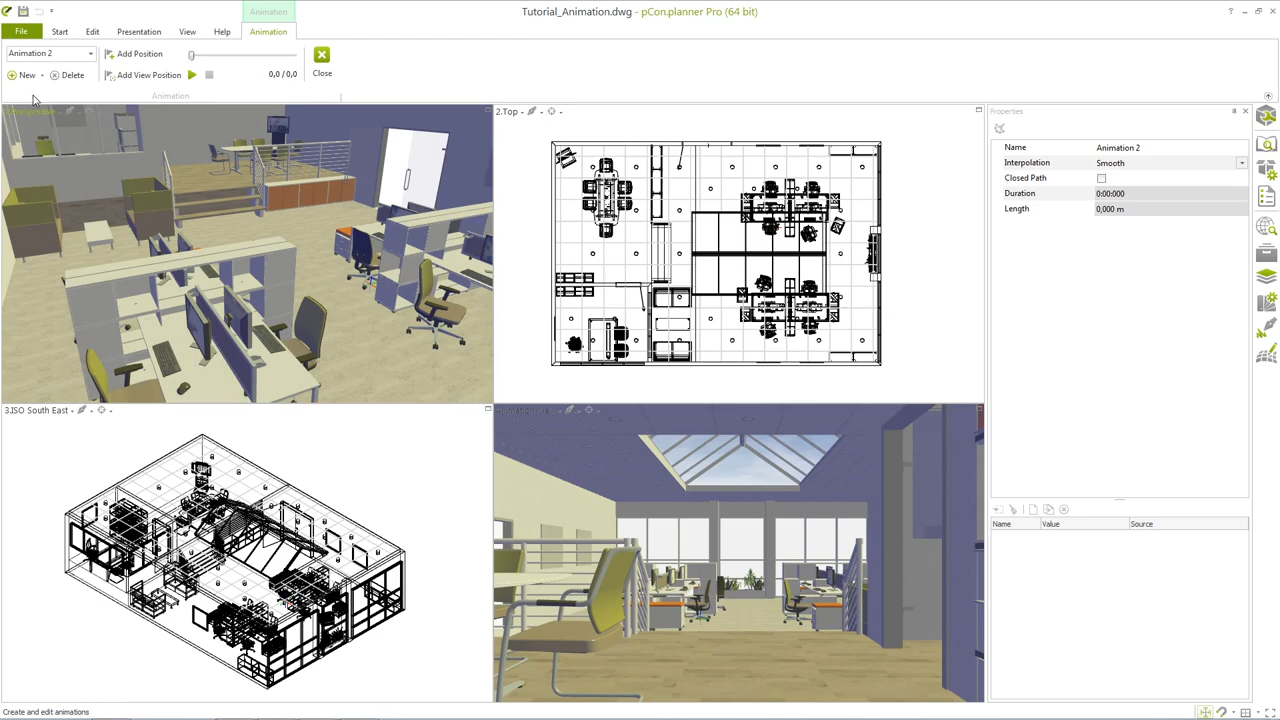 Animation
Tutorial_Animation.dwg - pCon.planner Pro (64 bit)
File Start Edit Presentation View Help Animation
Animation 2 Add Position
New Delete Add View Position 0,0 / 0,0 Close
Animation
2.Top
Properties
Name Animation 2
Interpolation Smooth
Closed Path
Duration 0:00:000
Length 0,000 m
3.ISO South East
Name Value Source
Create and edit animations